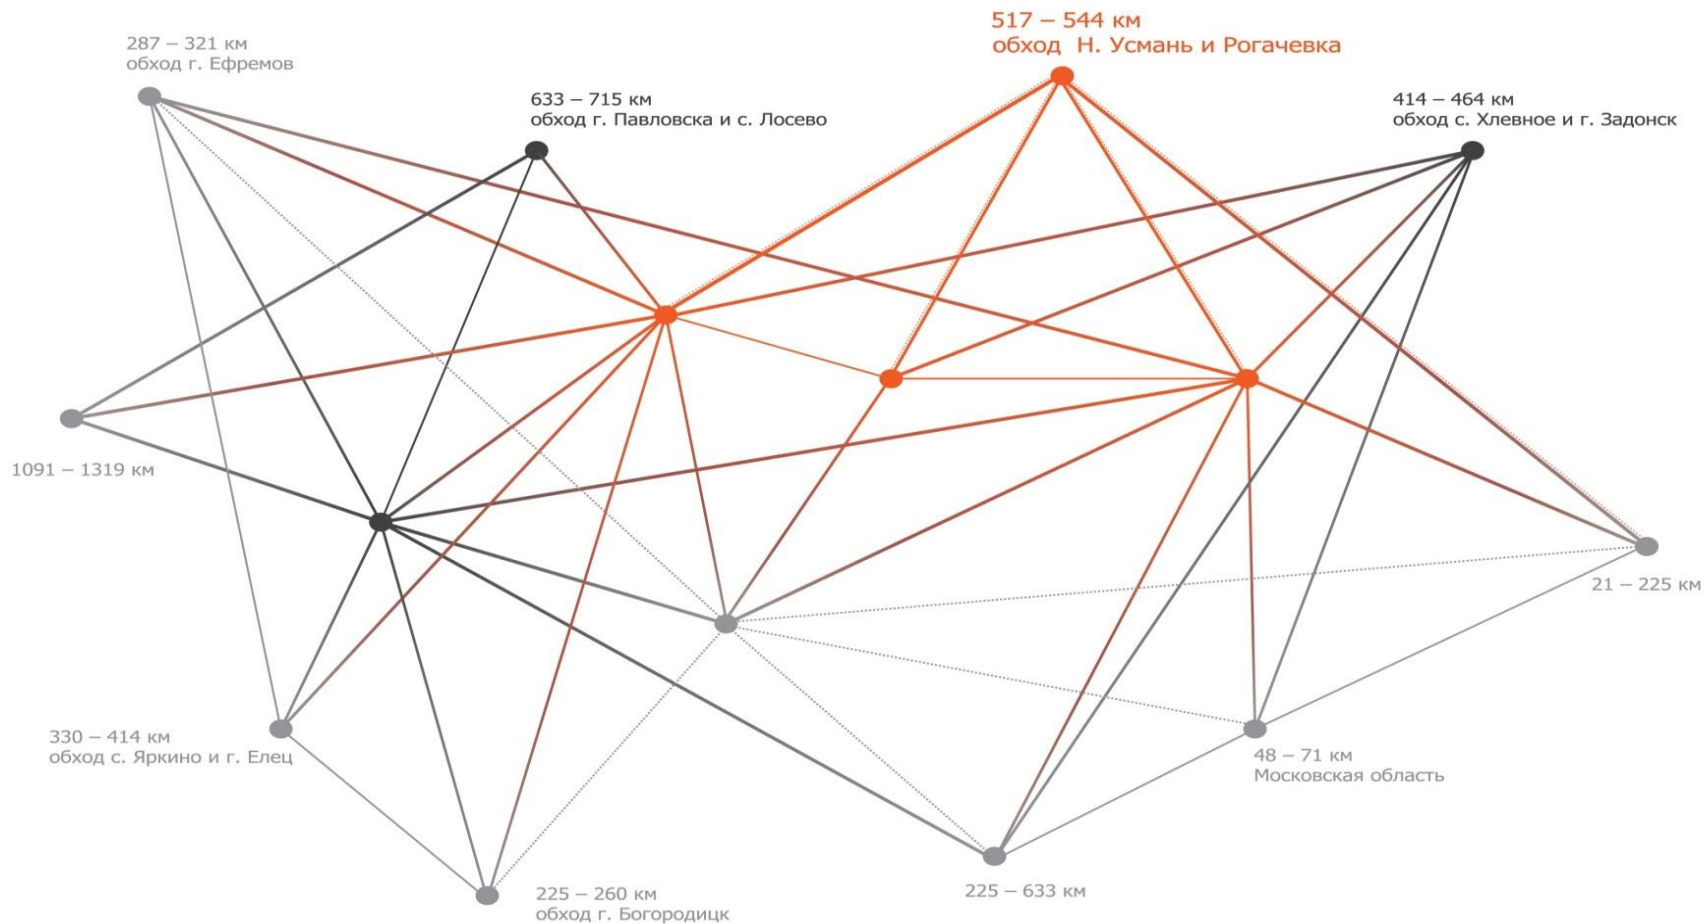 517 – 544 км
обход Н. Усмань и Рогачевка
287 – 321 км
обход г. Ефремов
633 – 715 км
обход г. Павловска и с. Лосево
414 – 464 км
обход с. Хлевное и г. Задонск
1091 – 1319 км
21 – 225 км
330 – 414 км
обход с. Яркино и г. Елец
48 – 71 км
Московская область
225 – 260 км
обход г. Богородицк
225 – 633 км